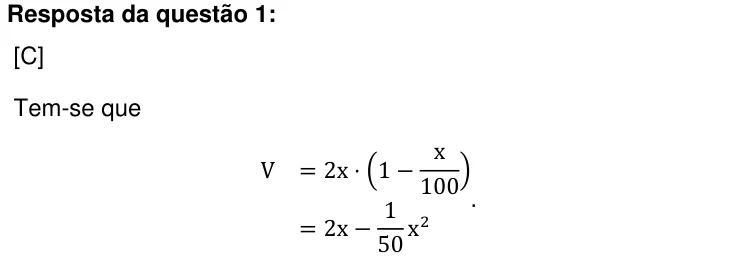 Resposta da questão 1:
[C]
Tem-se que
V = 2x · (1 − x/100)
= 2x − 1/50 x² .